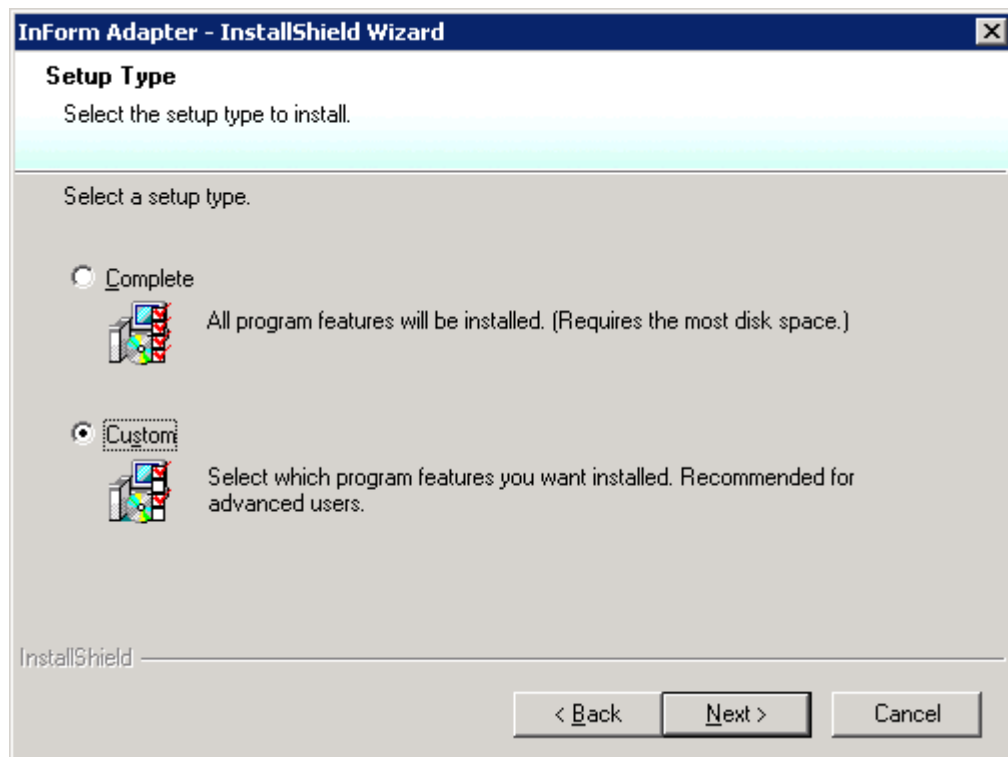 InForm Adapter - InstallShield Wizard
Setup Type
Select the setup type to install.
Select a setup type.
Complete
All program features will be installed. (Requires the most disk space.)
Custom
Select which program features you want installed. Recommended for
advanced users.
InstallShield
< Back
Next >
Cancel